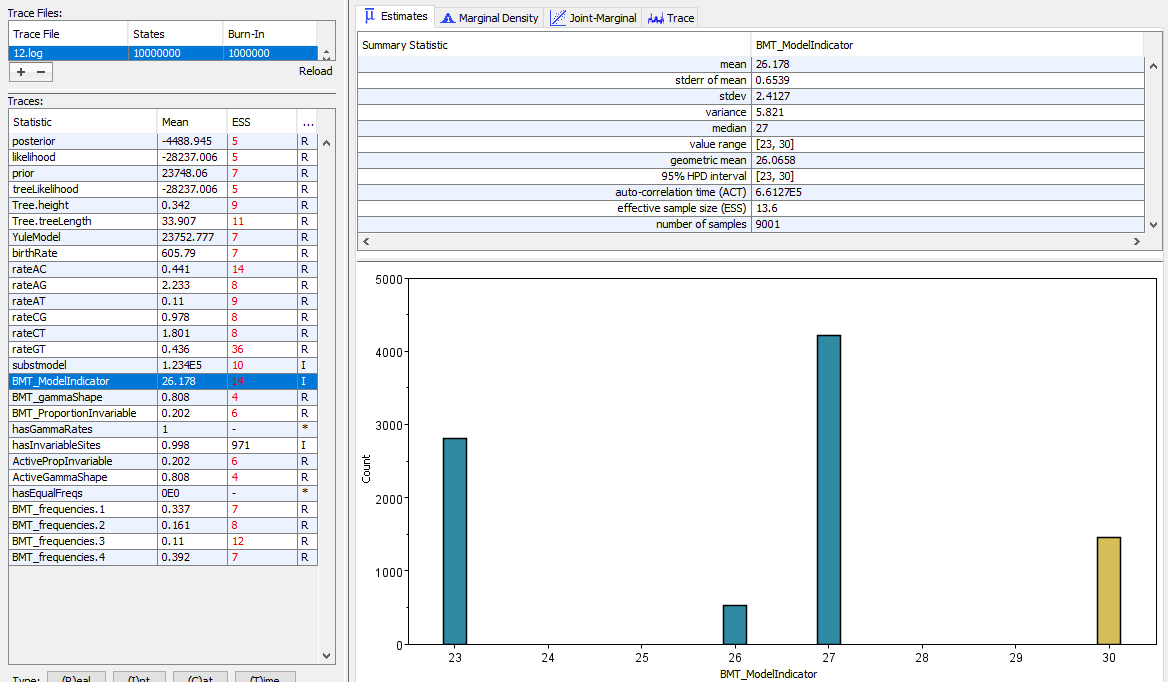 Trace Files:
Trace File States Burn-In
12.log 10000000 1000000
+ −
Reload
Traces:
Statistic Mean ESS ...
posterior -4488.945 5 R
likelihood -28237.006 5 R
prior 23748.06 7 R
treeLikelihood -28237.006 5 R
Tree.height 0.342 9 R
Tree.treeLength 33.907 11 R
YuleModel 23752.777 7 R
birthRate 605.79 7 R
rateAC 0.441 14 R
rateAG 2.233 8 R
rateAT 0.11 9 R
rateCG 0.978 8 R
rateCT 1.801 8 R
rateGT 0.436 36 R
substmodel 1.234E5 10 I
BMT_ModelIndicator 26.178 14 I
BMT_gammaShape 0.808 4 R
BMT_ProportionInvariable 0.202 6 R
hasGammaRates 1 - *
hasInvariableSites 0.998 971 I
ActivePropInvariable 0.202 6 R
ActiveGammaShape 0.808 4 R
hasEqualFreqs 0E0 - *
BMT_frequencies.1 0.337 7 R
BMT_frequencies.2 0.161 8 R
BMT_frequencies.3 0.11 12 R
BMT_frequencies.4 0.392 7 R
Type: (R)eal (I)nt (C)at (T)ime
μ Estimates Marginal Density Joint-Marginal Trace
Summary Statistic BMT_ModelIndicator
mean 26.178
stderr of mean 0.6539
stdev 2.4127
variance 5.821
median 27
value range [23, 30]
geometric mean 26.0658
95% HPD interval [23, 30]
auto-correlation time (ACT) 6.6127E5
effective sample size (ESS) 13.6
number of samples 9001
5000
4000
3000
2000
1000
0
Count
23 24 25 26 27 28 29 30
BMT_ModelIndicator